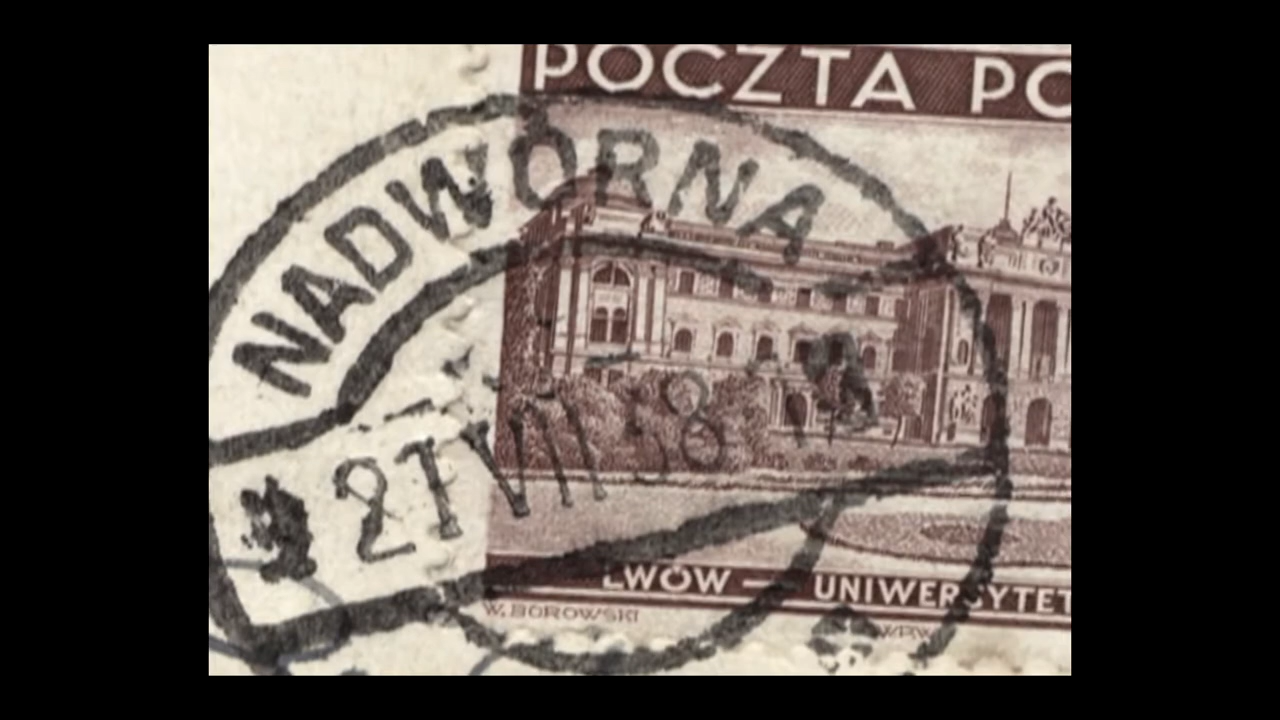 POCZTA PO
NADWÓRNA
27 VII 38
LWÓW — UNIWERSYTET
W. BOROWSKI